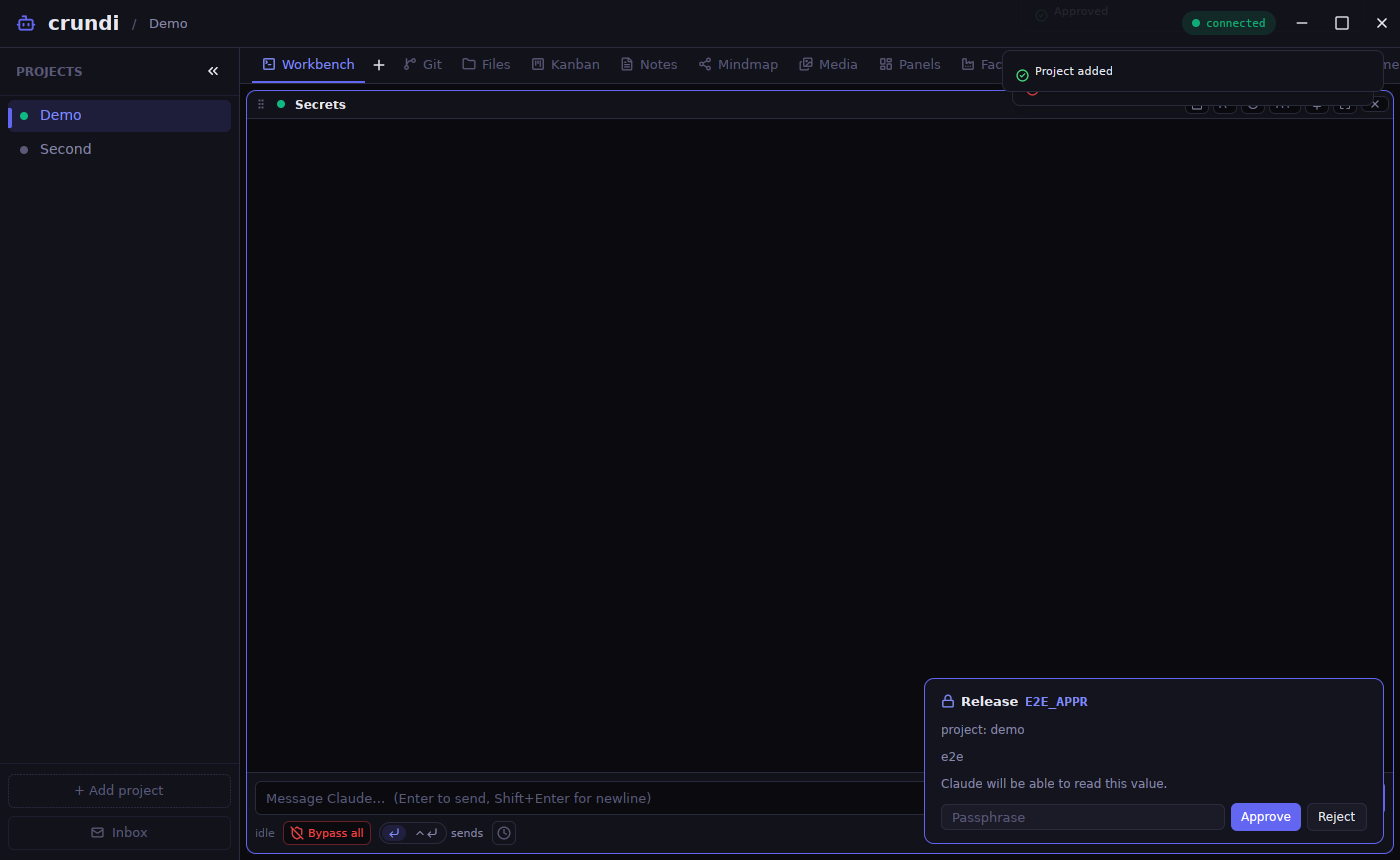 crundi / Demo
Approved
connected
PROJECTS
Workbench
Git
Files
Kanban
Notes
Mindmap
Media
Panels
Project added
Demo
Second
Secrets
Release E2E_APPR
project: demo
e2e
Claude will be able to read this value.
Passphrase
Approve
Reject
+ Add project
Inbox
Message Claude... (Enter to send, Shift+Enter for newline)
idle
Bypass all
sends